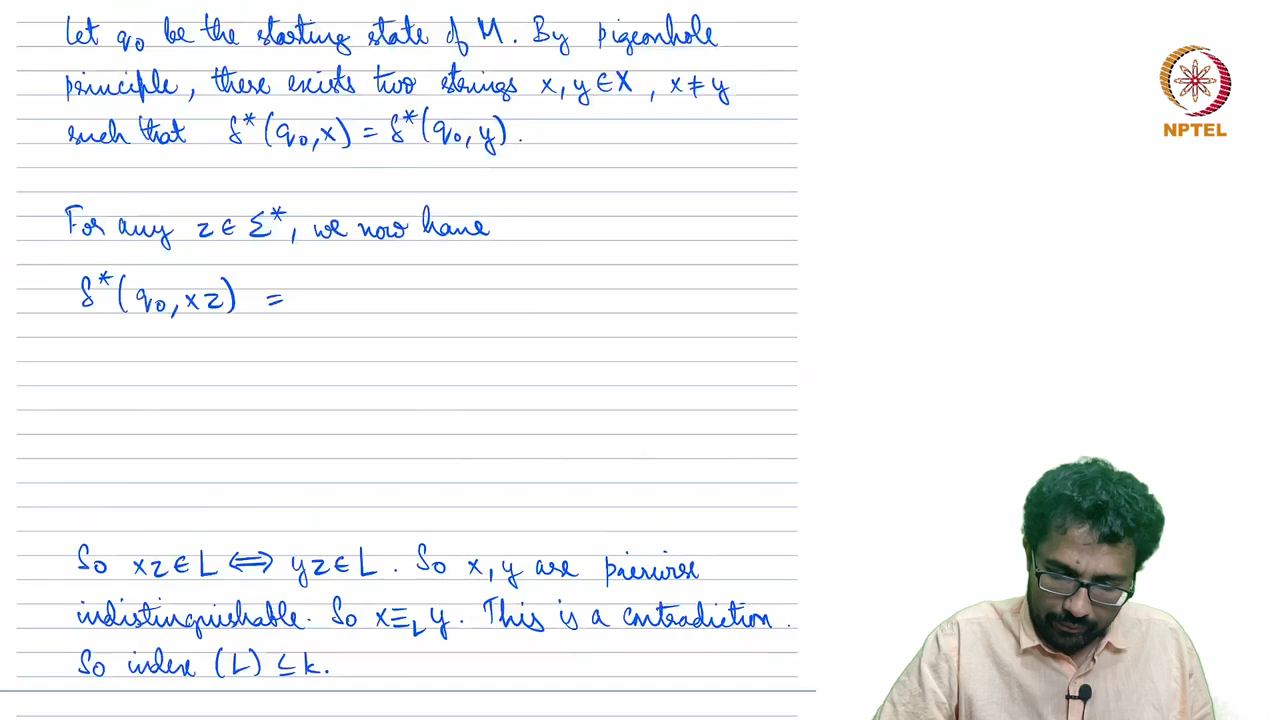 Let q₀ be the starting state of M. By pigeonhole
principle, there exists two strings x, y ∈ X, x ≠ y
such that δ*(q₀, x) = δ*(q₀, y).
For any z ∈ Σ*, we now have
δ*(q₀, xz) =
So xz ∈ L ⟺ yz ∈ L. So x, y are pairwise
indistinguishable. So x ≡_L y. This is a contradiction.
So index (L) ≤ k.
NPTEL